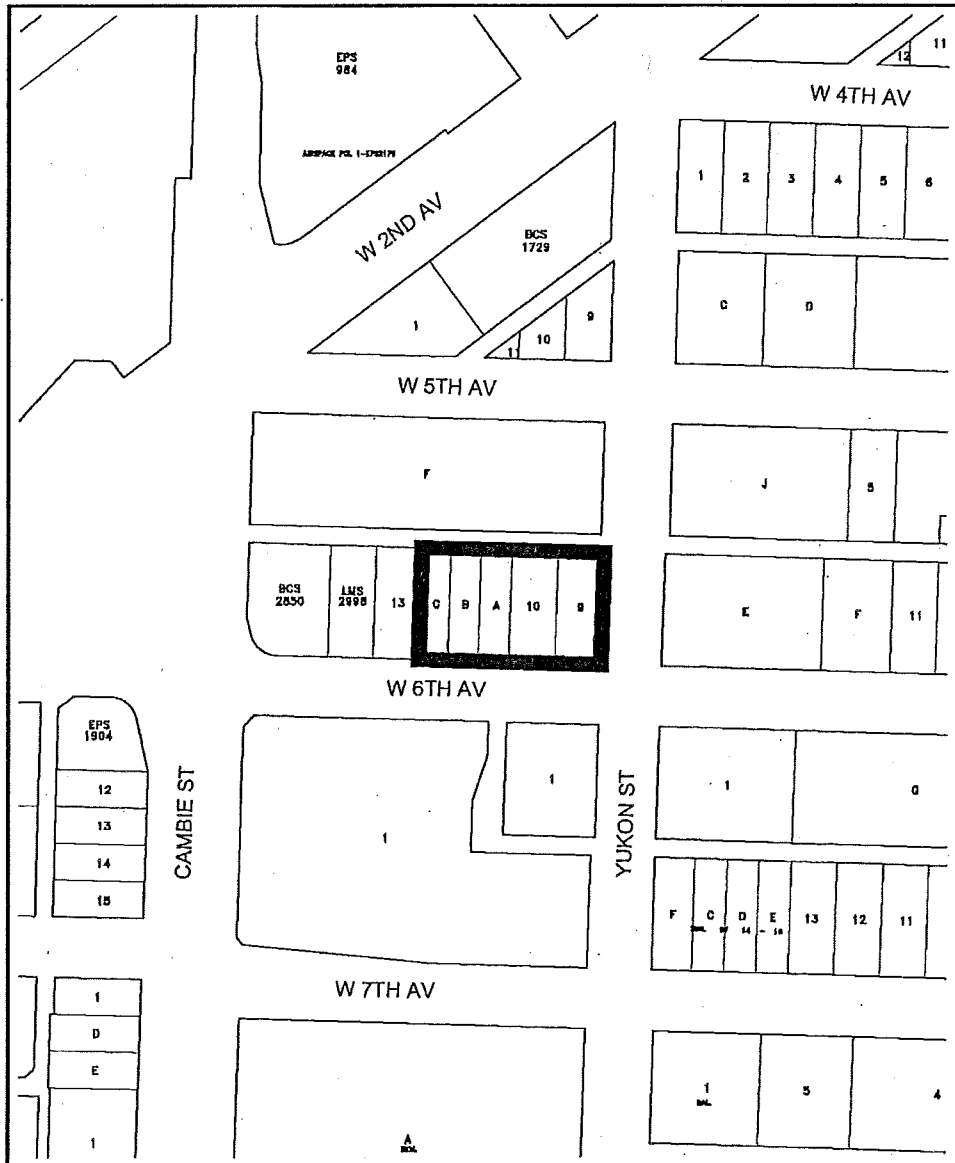 EPS
984
12
11
W 4TH AV
1
2
3
4
5
6
W 2ND AV
BCS
1729
C
D
1
11
10
9
W 5TH AV
F
J
5
BCS
2850
LMS
2998
13
C
B
A
10
9
E
F
11
W 6TH AV
EPS
1904
12
13
14
15
CAMBIE ST
1
1
YUKON ST
1
G
F
C
D
E
13
12
11
W 7TH AV
1
D
E
1
A
1
BAL.
5
4